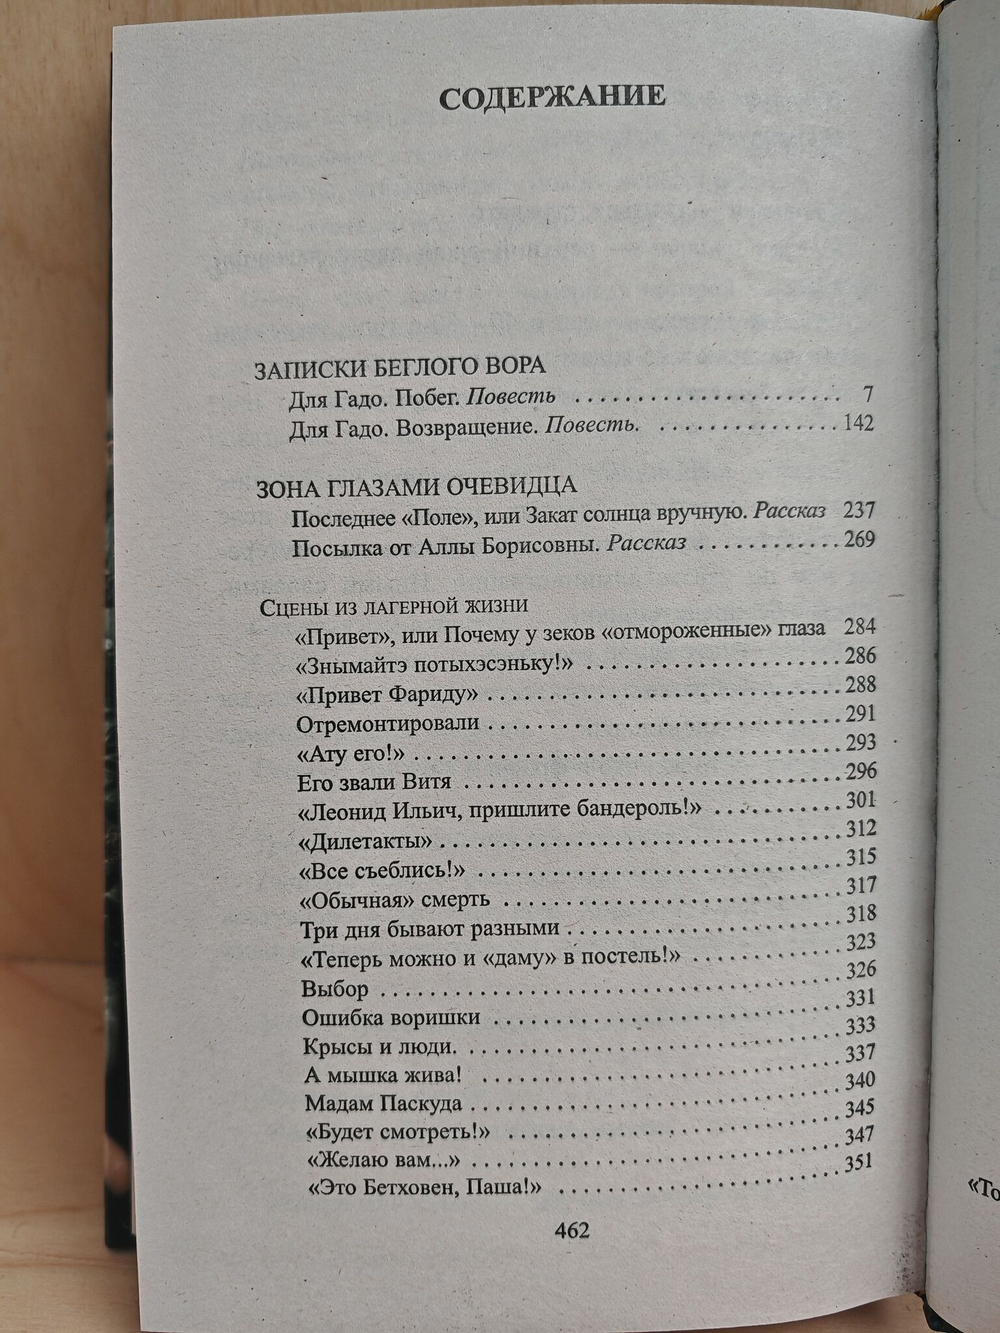 СОДЕРЖАНИЕ
ЗАПИСКИ БЕГЛОГО ВОРА
Для Гадо. Побег. Повесть ..................... 7
Для Гадо. Возвращение. Повесть. ............... 142
ЗОНА ГЛАЗАМИ ОЧЕВИДЦА
Последнее «Поле», или Закат солнца вручную. Рассказ 237
Посылка от Аллы Борисовны. Рассказ ............ 269
Сцены из лагерной жизни
«Привет», или Почему у зеков «отмороженные» глаза 284
«Знымайтэ потыхэсэньку!» ..................... 286
«Привет Фариду» ............................. 288
Отремонтировали ............................. 291
«Ату его!» ................................... 293
Его звали Витя ............................... 296
«Леонид Ильич, пришлите бандероль!» .......... 301
«Дилетакты» ................................. 312
«Все съеблись!» .............................. 315
«Обычная» смерть ............................ 317
Три дня бывают разными ...................... 318
«Теперь можно и «даму» в постель!» ............ 323
Выбор ....................................... 326
Ошибка воришки ............................. 331
Крысы и люди. ............................... 333
А мышка жива! ............................... 337
Мадам Паскуда ............................... 340
«Будет смотреть!» ............................ 345
«Желаю вам...» ............................... 347
«Это Бетховен, Паша!» ........................ 351
462